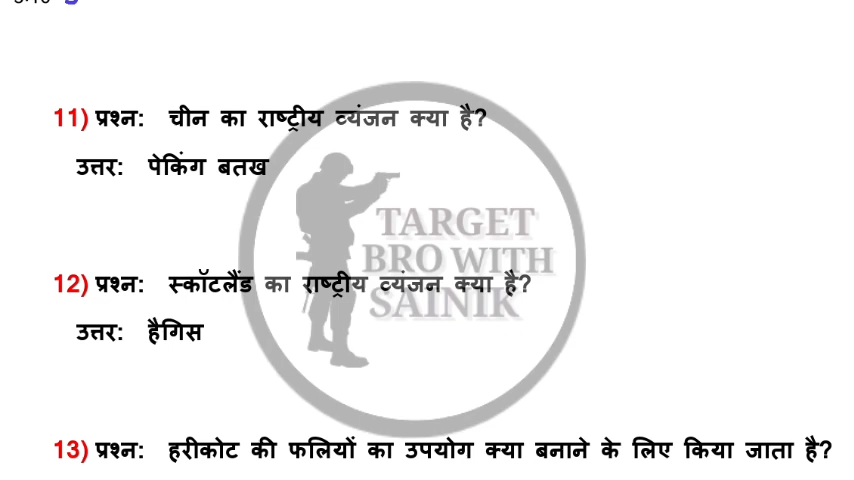 11) प्रश्न: चीन का राष्ट्रीय व्यंजन क्या है?
उत्तर: पेकिंग बतख
TARGET
BRO WITH
SAINIK
12) प्रश्न: स्कॉटलैंड का राष्ट्रीय व्यंजन क्या है?
उत्तर: हैगिस
13) प्रश्न: हरीकोट की फलियों का उपयोग क्या बनाने के लिए किया जाता है?